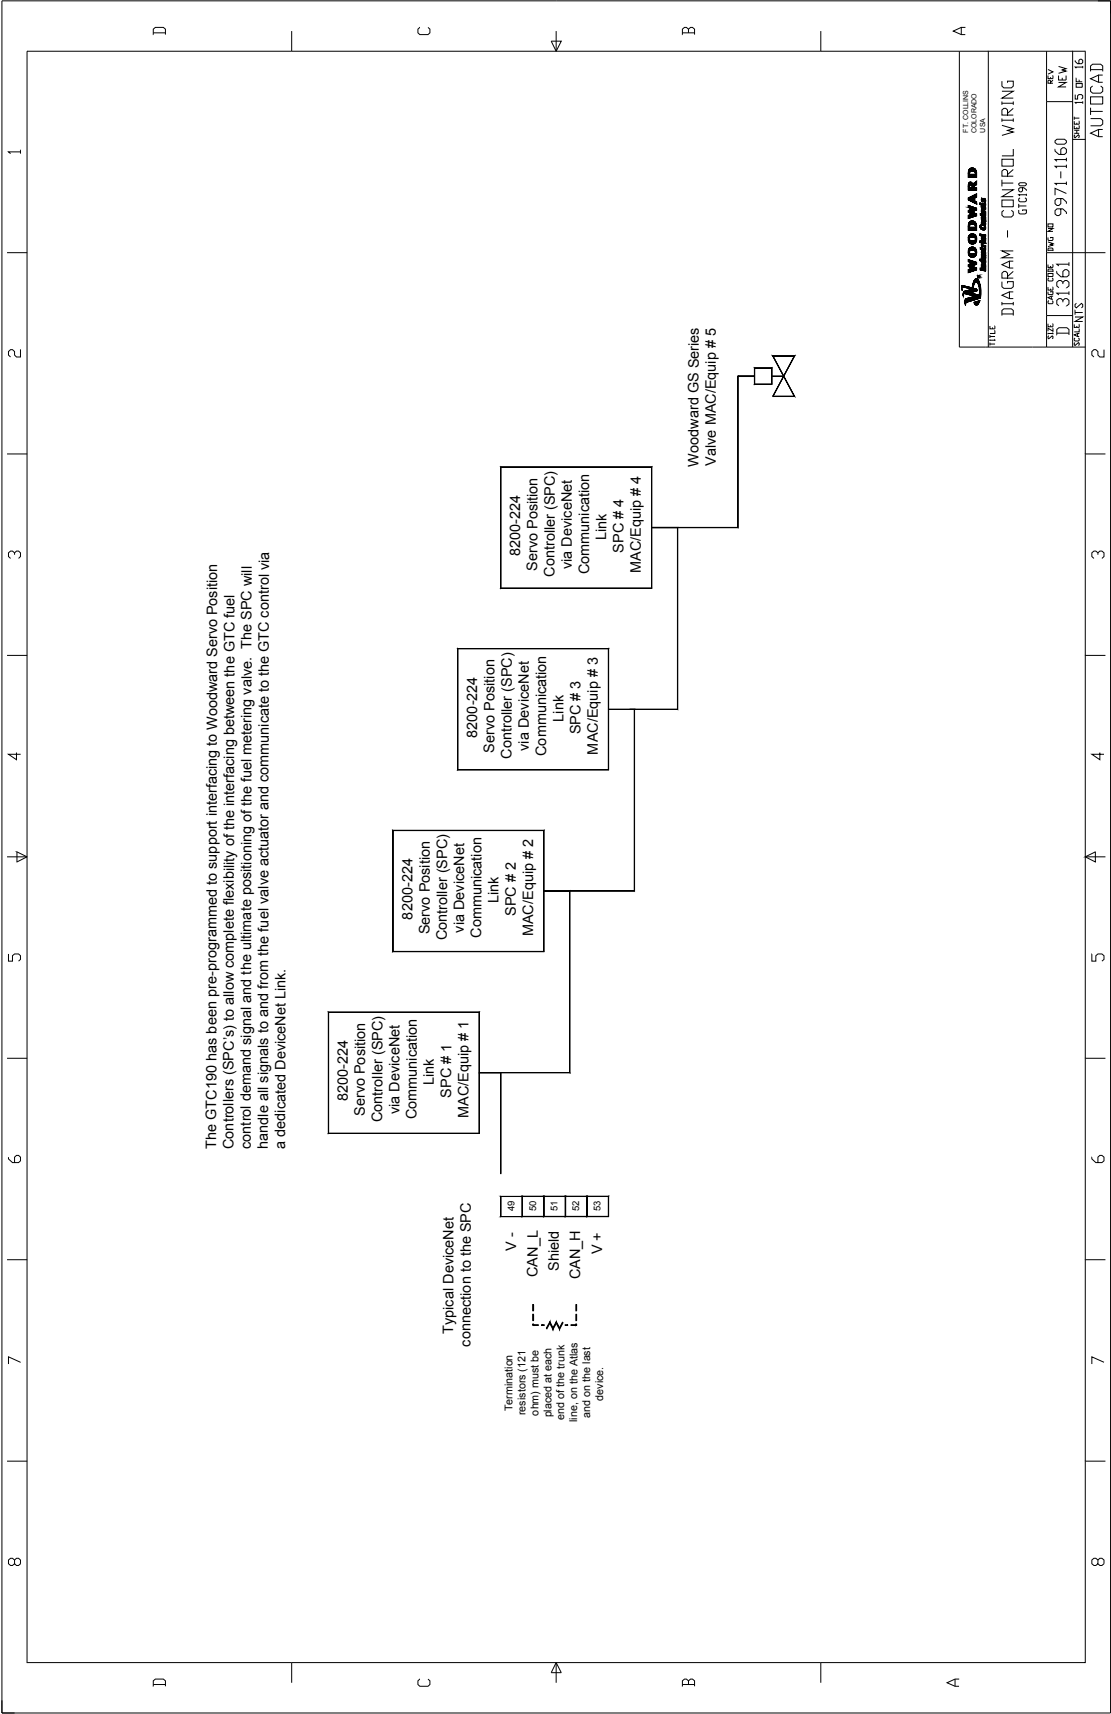 8
7
6
5
4
3
2
1
D
D
C
C
B
B
A
A
The GTC190 has been pre-programmed to support interfacing to Woodward Servo Position
Controllers (SPC's) to allow complete flexibility of the interfacing between the GTC fuel
control demand signal and the ultimate positioning of the fuel metering valve. The SPC will
handle all signals to and from the fuel valve actuator and communicate to the GTC control via
a dedicated DeviceNet Link.
Typical DeviceNet
connection to the SPC
Termination
resistors (121
ohm) must be
placed at each
end of the trunk
line, on the Atlas
and on the last
device.
V - 49
CAN_L 50
Shield 51
CAN_H 52
V + 53
8200-224
Servo Position
Controller (SPC)
via DeviceNet
Communication
Link
SPC # 1
MAC/Equip # 1
8200-224
Servo Position
Controller (SPC)
via DeviceNet
Communication
Link
SPC # 2
MAC/Equip # 2
8200-224
Servo Position
Controller (SPC)
via DeviceNet
Communication
Link
SPC # 3
MAC/Equip # 3
8200-224
Servo Position
Controller (SPC)
via DeviceNet
Communication
Link
SPC # 4
MAC/Equip # 4
Woodward GS Series
Valve MAC/Equip # 5
WOODWARD
Industrial Controls
FT. COLLINS
COLORADO
USA
TITLE
DIAGRAM - CONTROL WIRING
GTC190
SIZE D
CAGE CODE 31361
DWG NO 9971-1160
REV NEW
SCALE NTS
SHEET 15 OF 16
8
7
6
5
4
3
2
AUTOCAD